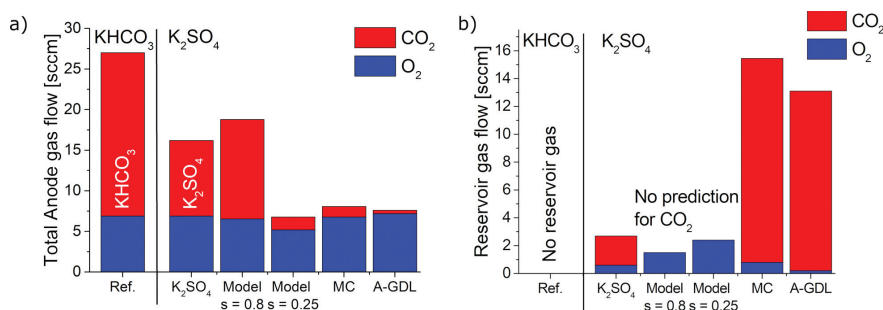 a)
KHCO3
K2SO4
CO2
O2
Total Anode gas flow [sccm]
30
25
20
15
10
5
0
KHCO3
K2SO4
Ref.
K2SO4
Model
Model
MC
A-GDL
s = 0.8
s = 0.25
b)
KHCO3
K2SO4
CO2
O2
Reservoir gas flow [sccm]
16
14
12
10
8
6
4
2
0
No reservoir gas
No prediction
for CO2
Ref.
K2SO4
Model
Model
MC
A-GDL
s = 0.8
s = 0.25